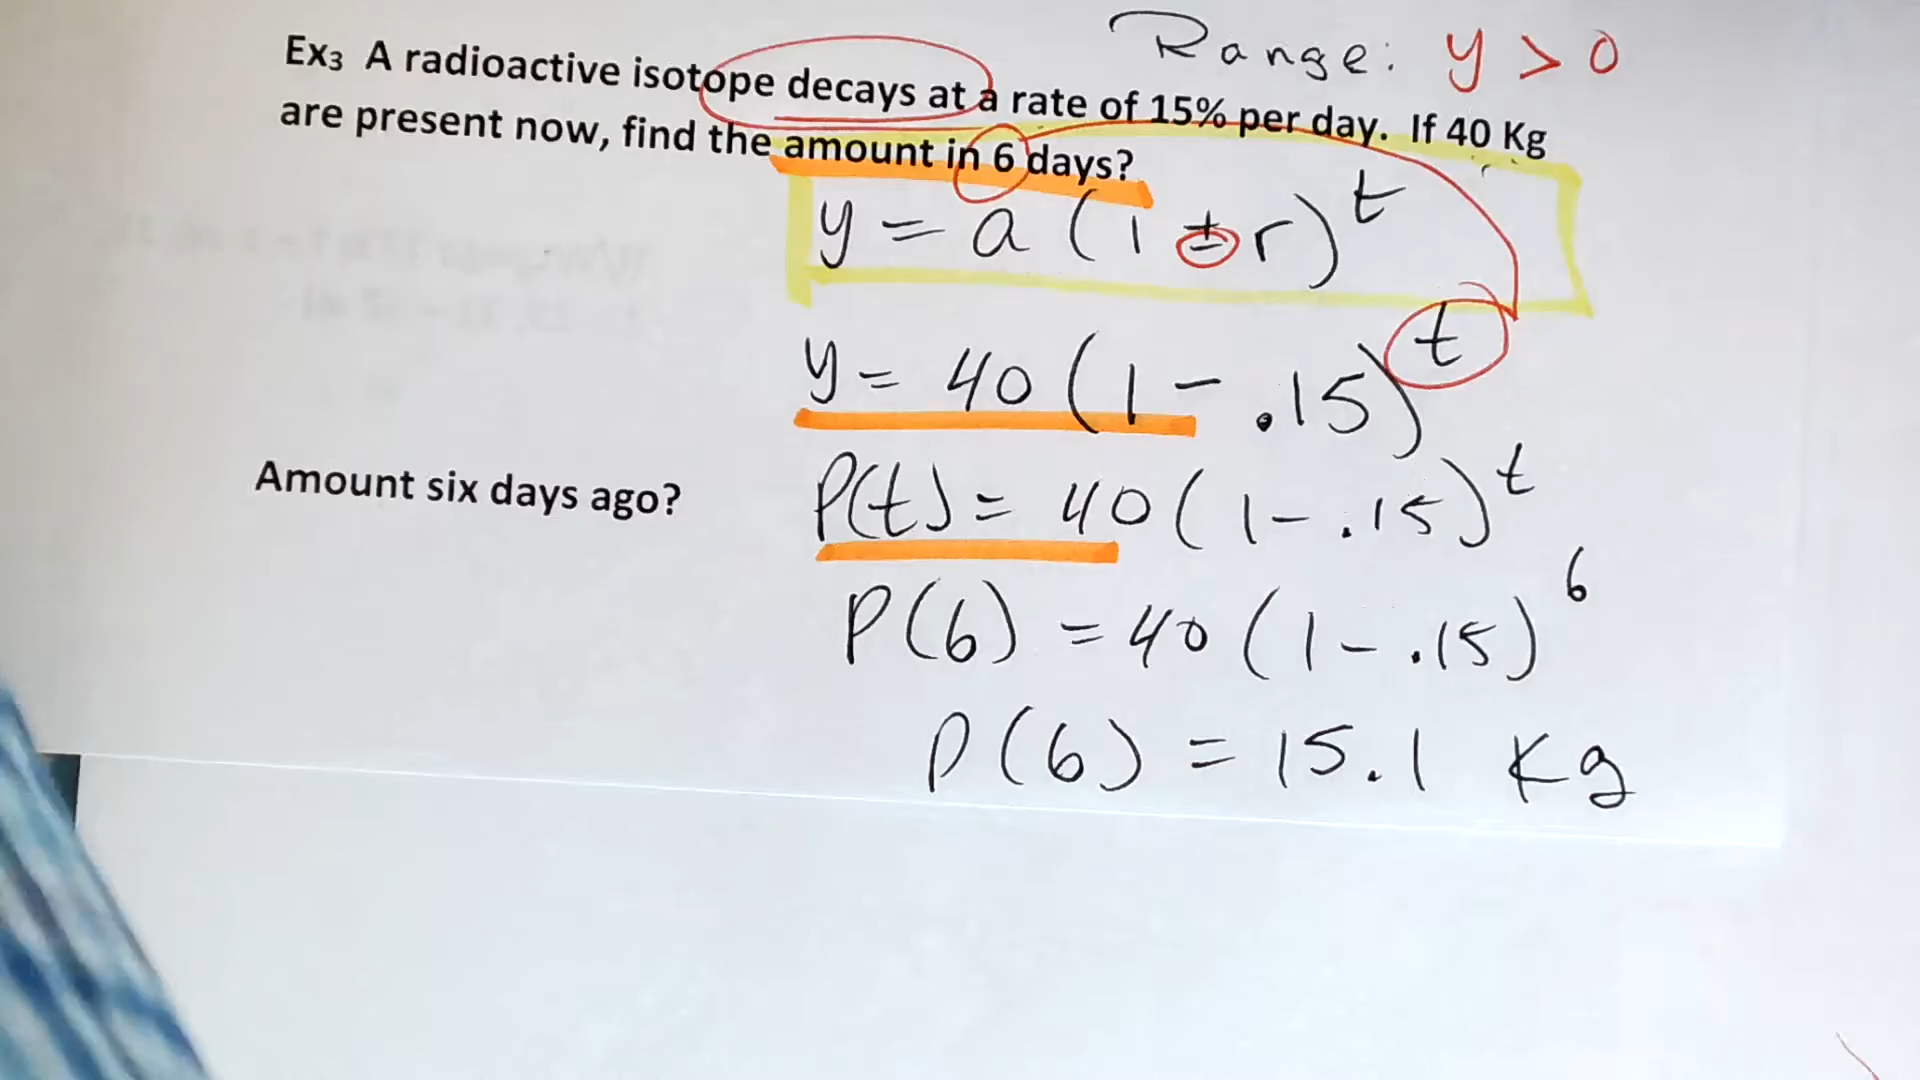 Range: y > 0
Ex3 A radioactive isotope decays at a rate of 15% per day. If 40 Kg
are present now, find the amount in 6 days?
y = a (1 ± r)^t
y = 40 (1 - .15)^t
Amount six days ago?
P(t) = 40 (1 - .15)^t
P(6) = 40 (1 - .15)^6
P(6) = 15.1 Kg